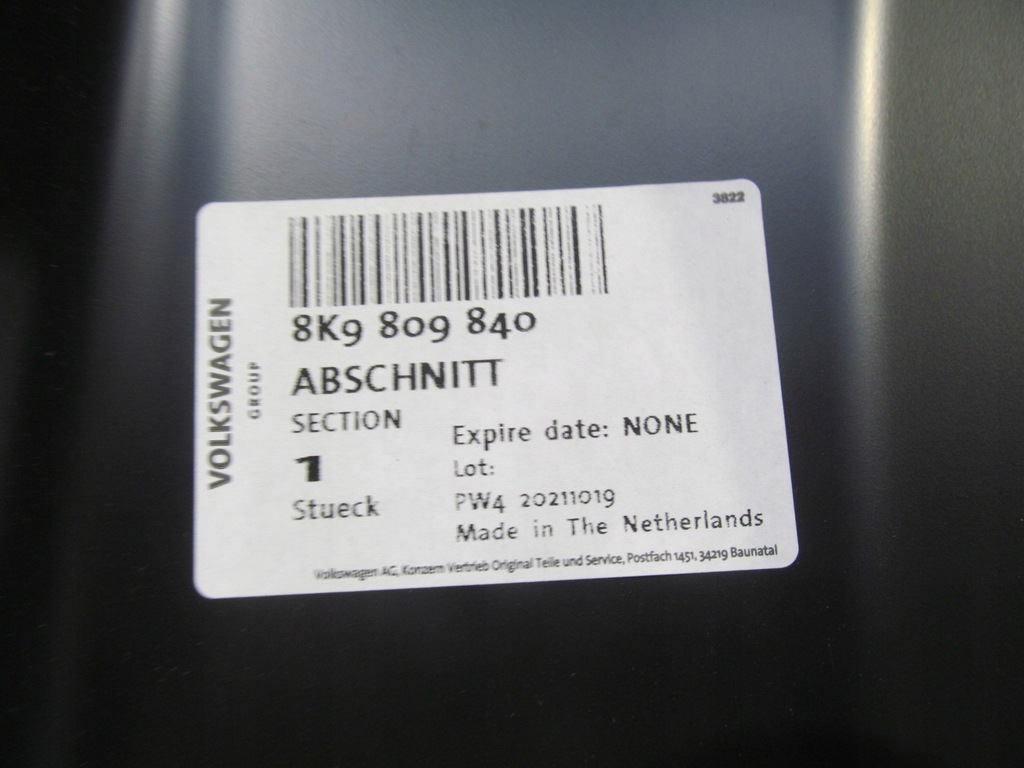 3822
VOLKSWAGEN
GROUP
8K9 809 840
ABSCHNITT
SECTION
1
Stueck
Expire date: NONE
Lot:
PW4 20211019
Made in The Netherlands
Volkswagen AG, Konzern Vertrieb Original Teile und Service, Postfach 1451, 34219 Baunatal